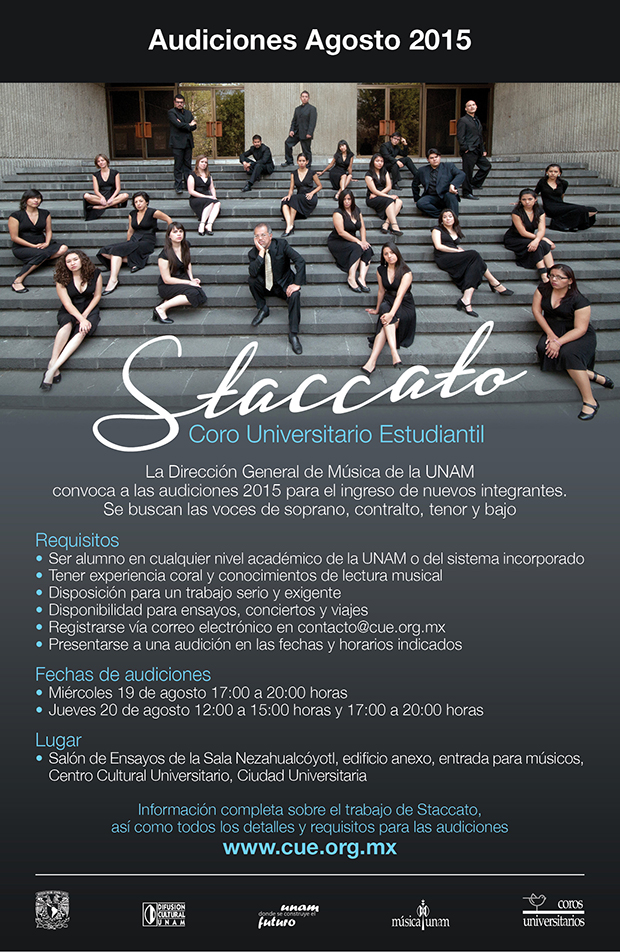 Audiciones Agosto 2015
Staccato
Coro Universitario Estudiantil
La Dirección General de Música de la UNAM
convoca a las audiciones 2015 para el ingreso de nuevos integrantes.
Se buscan las voces de soprano, contralto, tenor y bajo
Requisitos
• Ser alumno en cualquier nivel académico de la UNAM o del sistema incorporado
• Tener experiencia coral y conocimientos de lectura musical
• Disposición para un trabajo serio y exigente
• Disponibilidad para ensayos, conciertos y viajes
• Registrarse vía correo electrónico en contacto@cue.org.mx
• Presentarse a una audición en las fechas y horarios indicados
Fechas de audiciones
• Miércoles 19 de agosto 17:00 a 20:00 horas
• Jueves 20 de agosto 12:00 a 15:00 horas y 17:00 a 20:00 horas
Lugar
• Salón de Ensayos de la Sala Nezahualcóyotl, edificio anexo, entrada para músicos,
Centro Cultural Universitario, Ciudad Universitaria
Información completa sobre el trabajo de Staccato,
así como todos los detalles y requisitos para las audiciones
www.cue.org.mx
DIFUSIÓN
CULTURAL
UNAM
unam
donde se construye el
futuro
música unam
coros
universitarios